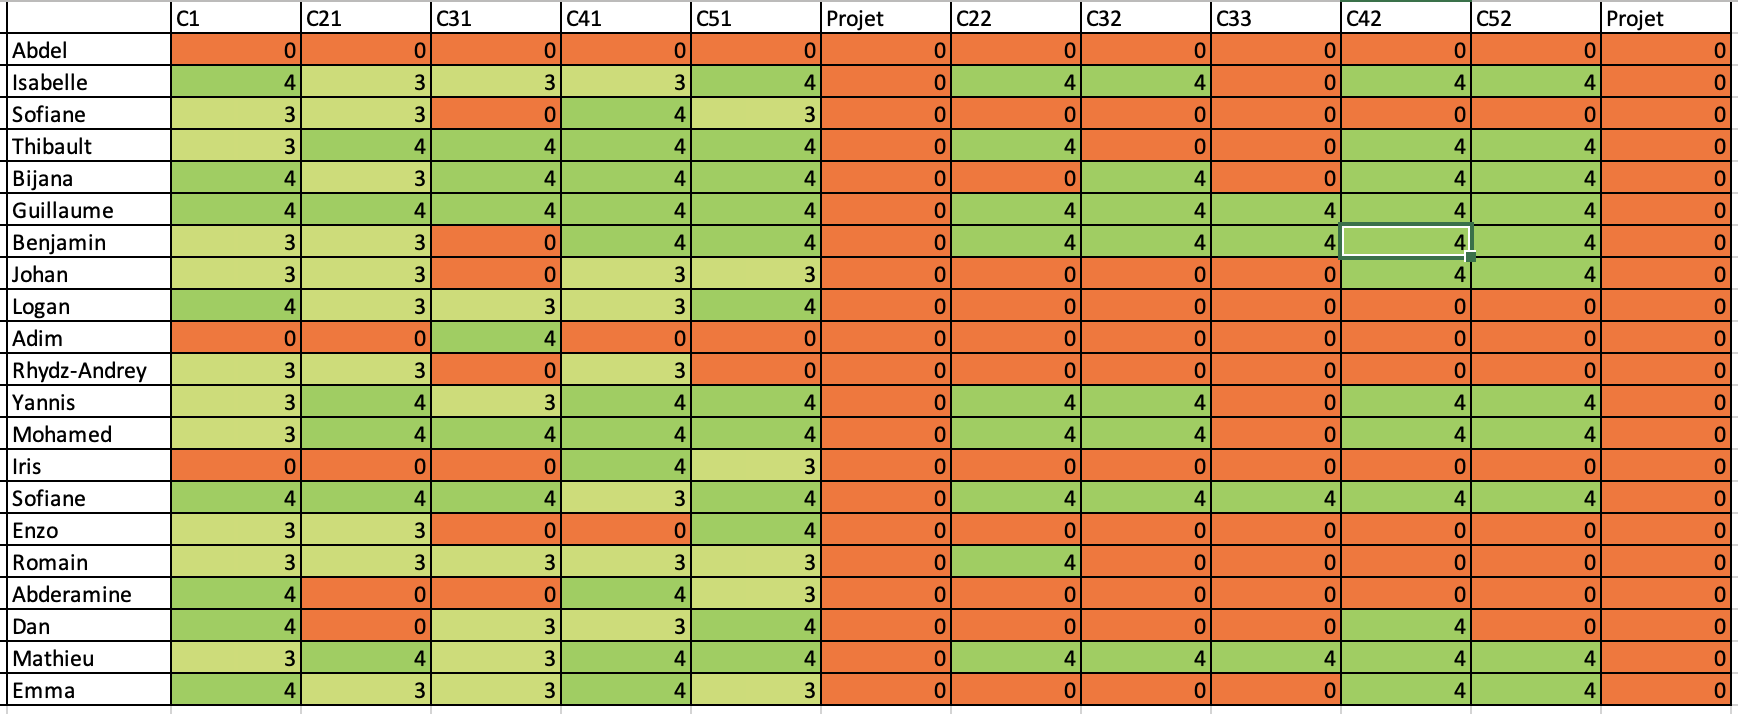 C1 C21 C31 C41 C51 Projet C22 C32 C33 C42 C52 Projet
Abdel 0 0 0 0 0 0 0 0 0 0 0 0
Isabelle 4 3 3 3 4 0 4 4 0 4 4 0
Sofiane 3 3 0 4 3 0 0 0 0 0 0 0
Thibault 3 4 4 4 4 0 4 0 0 4 4 0
Bijana 4 3 4 4 4 0 0 4 0 4 4 0
Guillaume 4 4 4 4 4 0 4 4 4 4 4 0
Benjamin 3 3 0 4 4 0 4 4 4 4 4 0
Johan 3 3 0 3 3 0 0 0 0 4 4 0
Logan 4 3 3 3 4 0 0 0 0 0 0 0
Adim 0 0 4 0 0 0 0 0 0 0 0 0
Rhydz-Andrey 3 3 0 3 0 0 0 0 0 0 0 0
Yannis 3 4 3 4 4 0 4 4 0 4 4 0
Mohamed 3 4 4 4 4 0 4 4 0 4 4 0
Iris 0 0 0 4 3 0 0 0 0 0 0 0
Sofiane 4 4 4 3 4 0 4 4 4 4 4 0
Enzo 3 3 0 0 4 0 0 0 0 0 0 0
Romain 3 3 3 3 3 0 4 0 0 0 0 0
Abderamine 4 0 0 4 3 0 0 0 0 0 0 0
Dan 4 0 3 3 4 0 0 0 0 4 0 0
Mathieu 3 4 3 4 4 0 4 4 4 4 4 0
Emma 4 3 3 4 3 0 0 0 0 4 4 0